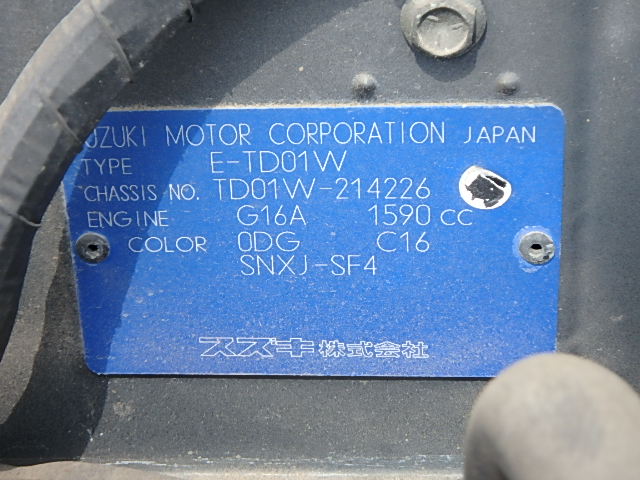 UZUKI MOTOR CORPORATION JAPAN
TYPE E-TD01W
CHASSIS NO. TD01W-214226
ENGINE G16A 1590 cc
COLOR 0DG C16
SNXJ-SF4
スズキ株式会社